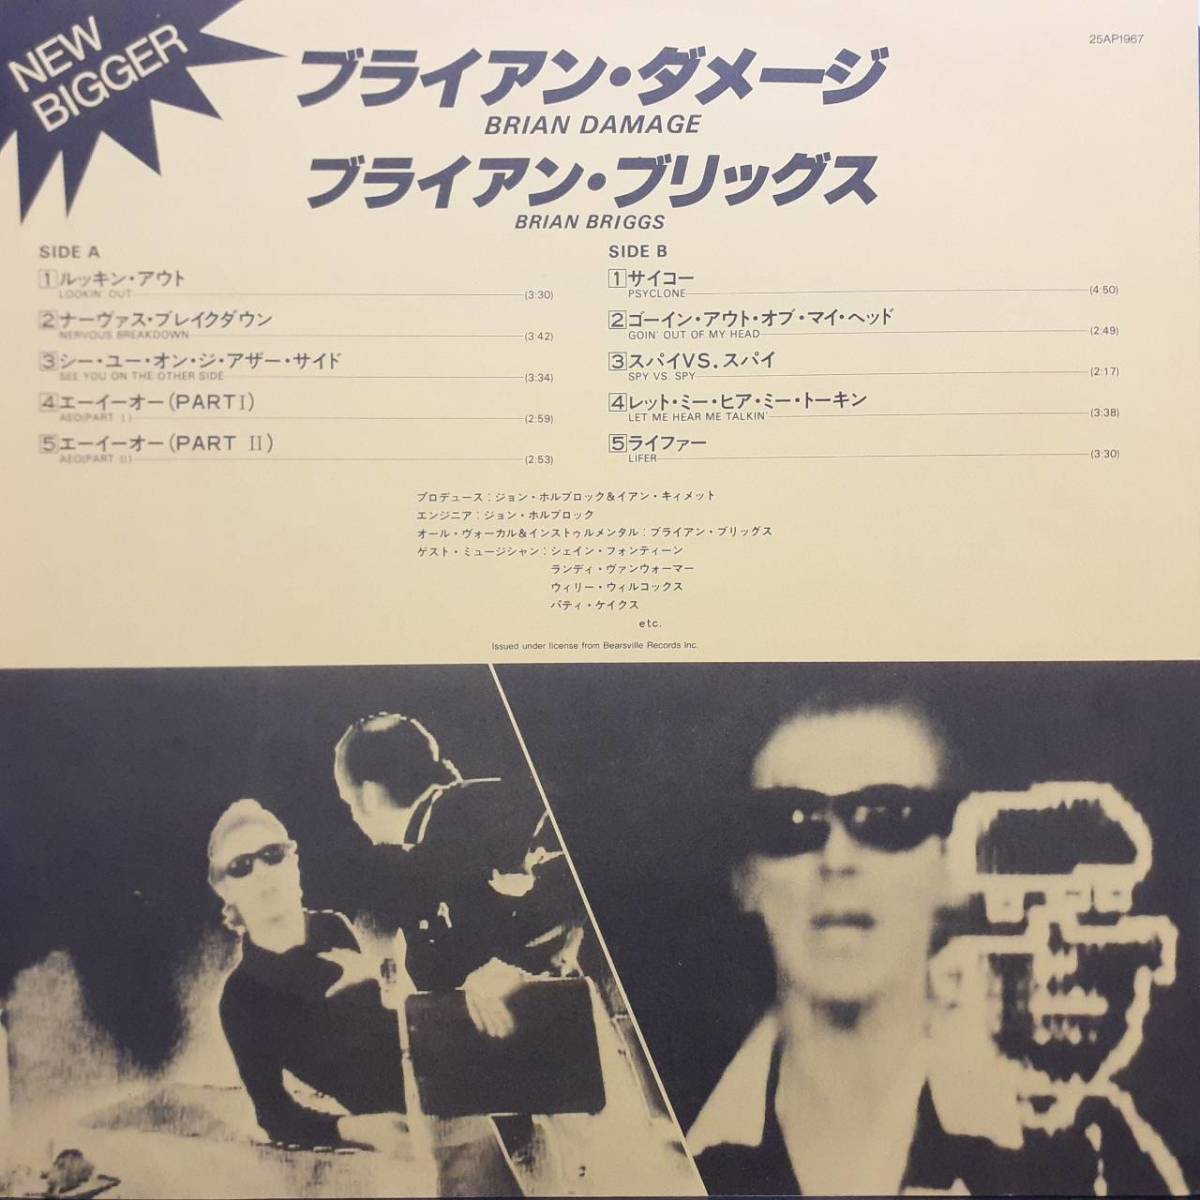 NEW
BIGGER
25AP1967
ブライアン・ダメージ
BRIAN DAMAGE
ブライアン・ブリッグス
BRIAN BRIGGS
SIDE A
1 ルッキン・アウト
LOOKIN' OUT (3:30)
2 ナーヴァス・ブレイクダウン
NERVOUS BREAKDOWN (3:42)
3 シー・ユー・オン・ジ・アザー・サイド
SEE YOU ON THE OTHER SIDE (3:34)
4 エーイーオー(PART I)
AEO(PART I) (2:59)
5 エーイーオー(PART II)
AEO(PART II) (2:53)
SIDE B
1 サイコー
PSYCLONE (4:50)
2 ゴーイン・アウト・オブ・マイ・ヘッド
GOIN' OUT OF MY HEAD (2:49)
3 スパイVS.スパイ
SPY VS. SPY (2:17)
4 レット・ミー・ヒア・ミー・トーキン
LET ME HEAR ME TALKIN' (3:38)
5 ライファー
LIFER (3:30)
プロデュース:ジョン・ホルブロック&イアン・キィメット
エンジニア:ジョン・ホルブロック
オール・ヴォーカル&インストゥルメンタル:ブライアン・ブリッグス
ゲスト・ミュージシャン:シェイン・フォンティーン
ランディ・ヴァンウォーマー
ウィリー・ウィルコックス
パティ・ケイクス
etc.
Issued under license from Bearsville Records Inc.